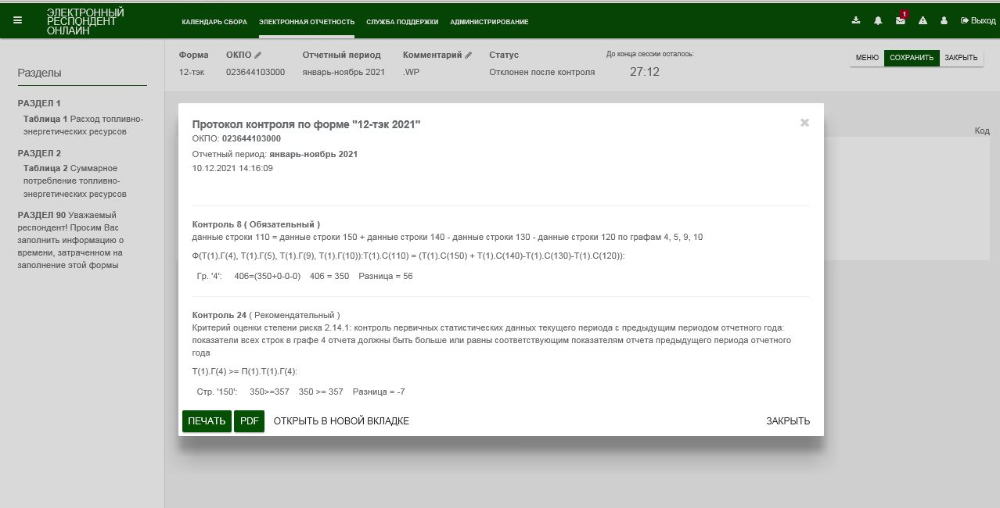 ЭЛЕКТРОННЫЙ
РЕСПОНДЕНТ
ОНЛАЙН
КАЛЕНДАРЬ СБОРА ЭЛЕКТРОННАЯ ОТЧЕТНОСТЬ СЛУЖБА ПОДДЕРЖКИ АДМИНИСТРИРОВАНИЕ
1
Выход
Разделы
РАЗДЕЛ 1
Таблица 1 Расход топливно-
энергетических ресурсов
РАЗДЕЛ 2
Таблица 2 Суммарное
потребление топливно-
энергетических ресурсов
РАЗДЕЛ 90 Уважаемый
респондент! Просим Вас
заполнить информацию о
времени, затраченном на
заполнение этой формы
Форма ОКПО Отчетный период Комментарий Статус До конца сессии осталось:
12-тэк 023644103000 январь-ноябрь 2021 .WP Отклонен после контроля 27:12
МЕНЮ СОХРАНИТЬ ЗАКРЫТЬ
Код
Протокол контроля по форме "12-тэк 2021"
ОКПО: 023644103000
Отчетный период: январь-ноябрь 2021
10.12.2021 14:16:09
Контроль 8 ( Обязательный )
данные строки 110 = данные строки 150 + данные строки 140 - данные строки 130 - данные строки 120 по графам 4, 5, 9, 10
Ф(Т(1).Г(4), Т(1).Г(5), Т(1).Г(9), Т(1).Г(10)):Т(1).С(110) = (Т(1).С(150) + Т(1).С(140)-Т(1).С(130)-Т(1).С(120)):
Гр. '4': 406=(350+0-0-0) 406 = 350 Разница = 56
Контроль 24 ( Рекомендательный )
Критерий оценки степени риска 2.14.1: контроль первичных статистических данных текущего периода с предыдущим периодом отчетного года:
показатели всех строк в графе 4 отчета должны быть больше или равны соответствующим показателям отчета предыдущего периода отчетного
года
Т(1).Г(4) >= П(1).Т(1).Г(4):
Стр. '150': 350>=357 350 >= 357 Разница = -7
ПЕЧАТЬ PDF ОТКРЫТЬ В НОВОЙ ВКЛАДКЕ ЗАКРЫТЬ